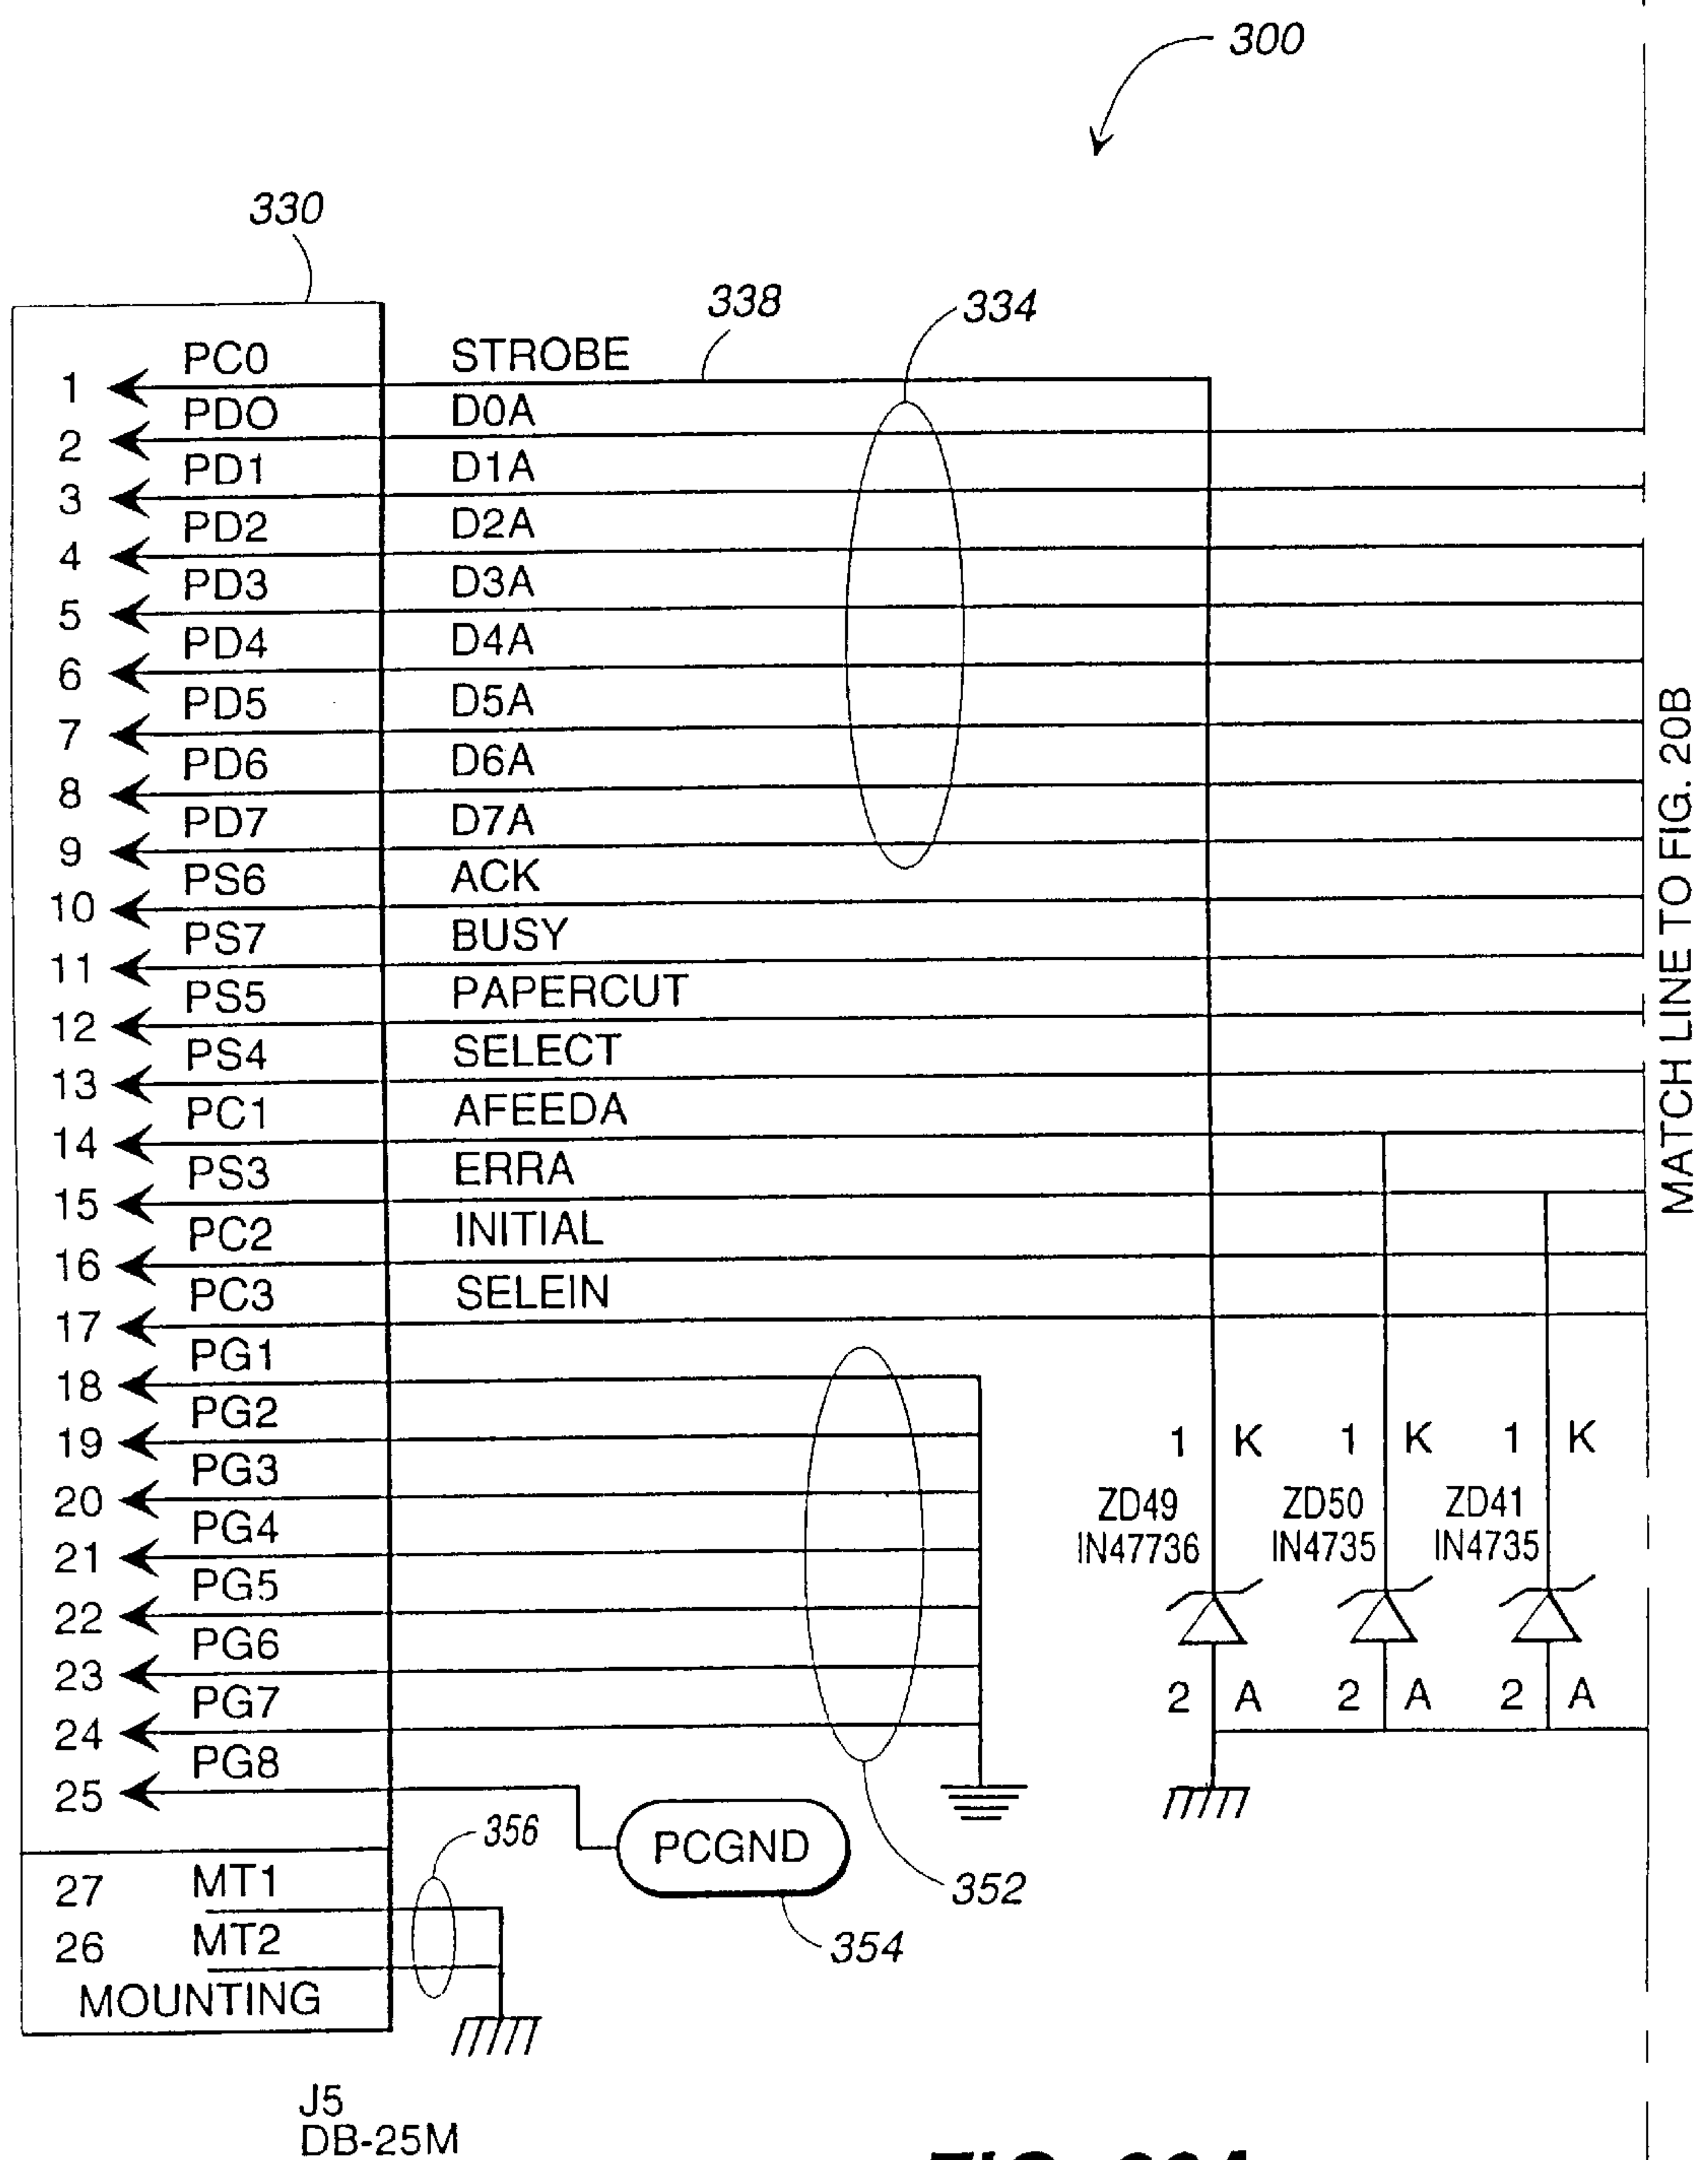 300
330
338
334
PC0 STROBE
1
PDO D0A
2
PD1 D1A
3
PD2 D2A
4
PD3 D3A
5
PD4 D4A
6
PD5 D5A
7
PD6 D6A
8
PD7 D7A
9
PS6 ACK
10
PS7 BUSY
11
PS5 PAPERCUT
12
PS4 SELECT
13
PC1 AFEEDA
14
PS3 ERRA
15
PC2 INITIAL
16
PC3 SELEIN
17
PG1
18
PG2
19
PG3
20
PG4
21
PG5
22
PG6
23
PG7
24
PG8
25
1 K 1 K 1 K
ZD49 ZD50 ZD41
IN47736 IN4735 IN4735
2 A 2 A 2 A
356
PCGND
352
354
27 MT1
26 MT2
MOUNTING
J5
DB-25M
MATCH LINE TO FIG. 20B